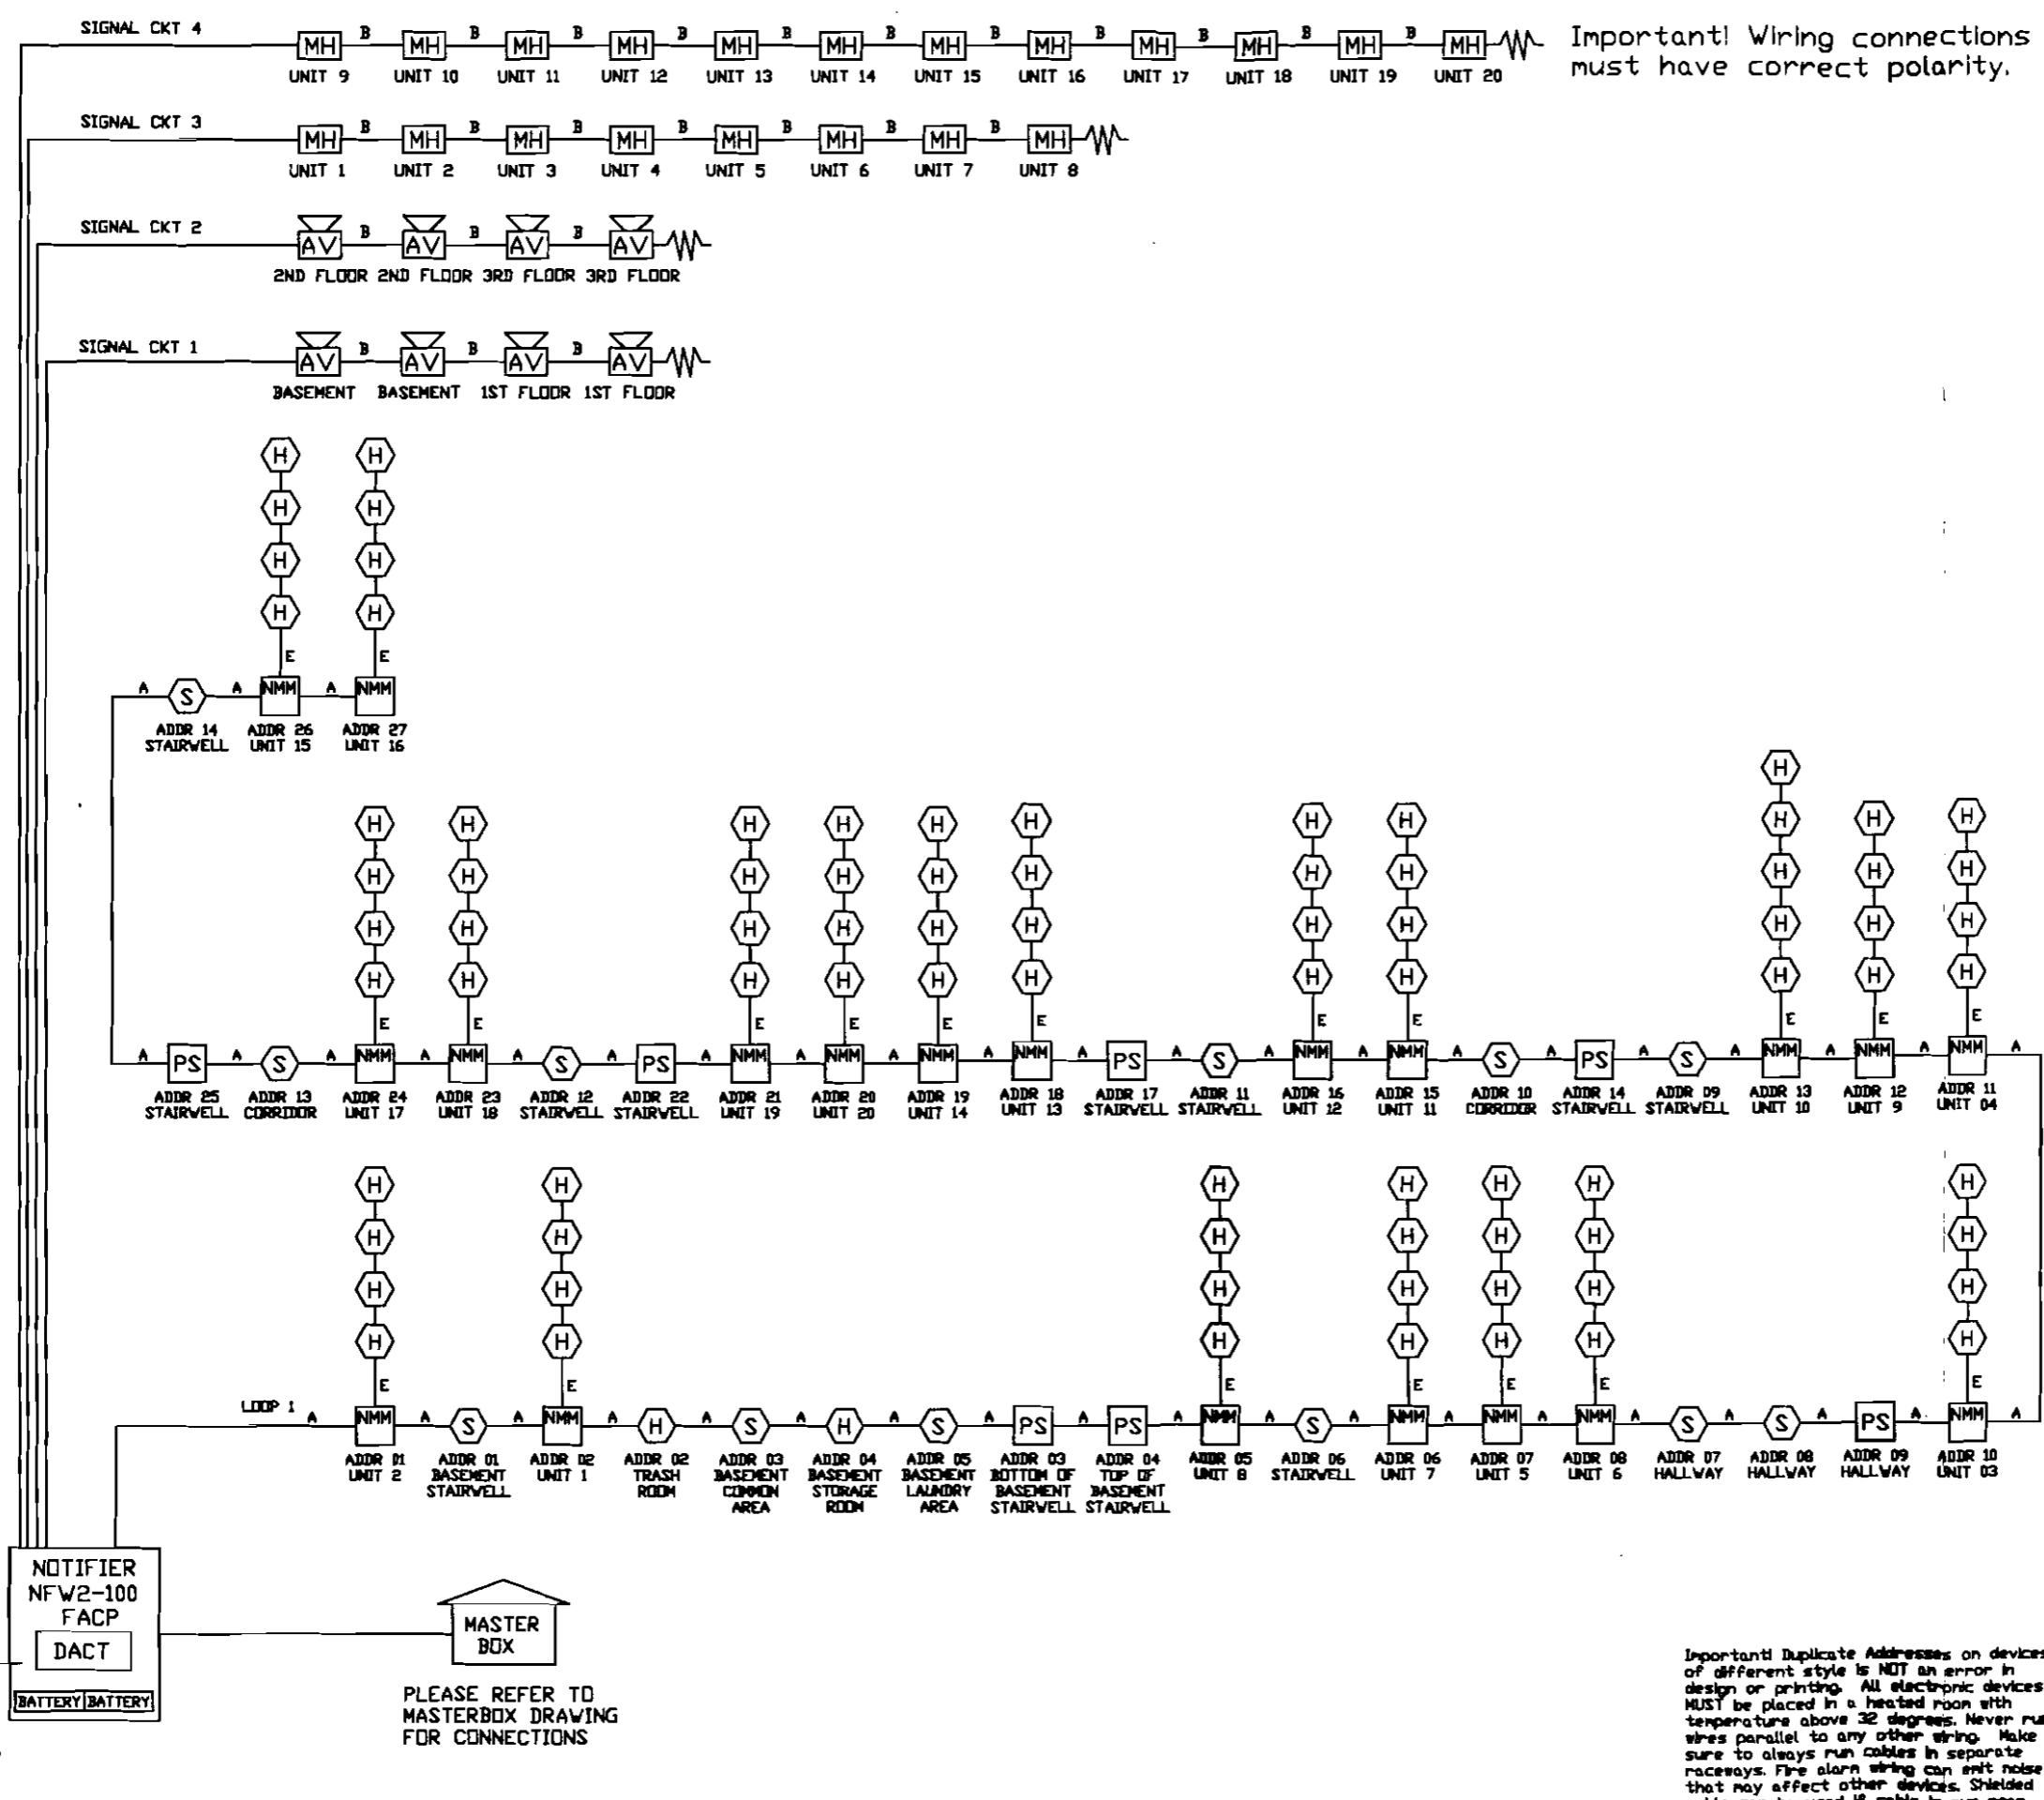 SIGNAL CKT 4
MH B MH B MH B MH B MH B MH B MH B MH B MH B MH B MH B MH
UNIT 9 UNIT 10 UNIT 11 UNIT 12 UNIT 13 UNIT 14 UNIT 15 UNIT 16 UNIT 17 UNIT 18 UNIT 19 UNIT 20
Important! Wiring connections
must have correct polarity.
SIGNAL CKT 3
MH B MH B MH B MH B MH B MH B MH B MH
UNIT 1 UNIT 2 UNIT 3 UNIT 4 UNIT 5 UNIT 6 UNIT 7 UNIT 8
SIGNAL CKT 2
AV B AV B AV B AV
2ND FLOOR 2ND FLOOR 3RD FLOOR 3RD FLOOR
SIGNAL CKT 1
AV B AV B AV B AV
BASEMENT BASEMENT 1ST FLOOR 1ST FLOOR
H H
H H
H H
H H
E E
A S A NMM A NMM
ADDR 14 ADDR 26 ADDR 27
STAIRWELL UNIT 15 UNIT 16
H
H H H H H H H H H H H
H H H H H H H H H H H
H H H H H H H H H H H
H H H H H H H H H H H
E E E E E E E E E E E
A PS A S A NMM A NMM A S A PS A NMM A NMM A NMM A NMM A PS A S A NMM A NMM A S A PS A S A NMM A NMM A NMM A
ADDR 25 ADDR 13 ADDR 24 ADDR 23 ADDR 12 ADDR 22 ADDR 21 ADDR 20 ADDR 19 ADDR 18 ADDR 17 ADDR 11 ADDR 16 ADDR 15 ADDR 10 ADDR 14 ADDR 09 ADDR 13 ADDR 12 ADDR 11
STAIRWELL CORRIDOR UNIT 17 UNIT 18 STAIRWELL STAIRWELL UNIT 19 UNIT 20 UNIT 14 UNIT 13 STAIRWELL STAIRWELL UNIT 12 UNIT 11 CORRIDOR STAIRWELL STAIRWELL UNIT 10 UNIT 9 UNIT 04
H H H H H H H
H H H H H H H
H H H H H H H
H H H H H H H
E E E E E E E
LOOP 1 A NMM A S A NMM A H A S A H A S A PS A PS A NMM A S A NMM A NMM A NMM A S A S A PS A NMM A
ADDR 01 ADDR 01 ADDR 02 ADDR 02 ADDR 03 ADDR 04 ADDR 05 ADDR 03 ADDR 04 ADDR 05 ADDR 06 ADDR 06 ADDR 07 ADDR 08 ADDR 07 ADDR 08 ADDR 09 ADDR 10
UNIT 2 BASEMENT UNIT 1 TRASH BASEMENT BASEMENT BASEMENT BOTTOM OF TOP OF UNIT 8 STAIRWELL UNIT 7 UNIT 5 UNIT 6 HALLWAY HALLWAY HALLWAY UNIT 03
STAIRWELL ROOM COMMON STORAGE LAUNDRY BASEMENT BASEMENT
AREA ROOM AREA STAIRWELL STAIRWELL
NOTIFIER
NFW2-100
FACP
DACT
BATTERY BATTERY
MASTER
BOX
PLEASE REFER TO
MASTERBOX DRAWING
FOR CONNECTIONS
Important! Duplicate Addresses on devices
of different style is NOT an error in
design or printing. All electronic devices
MUST be placed in a heated room with
temperature above 32 degrees. Never run
wires parallel to any other wiring. Make
sure to always run cables in separate
raceways. Fire alarm wiring can emit noise
that may affect other devices. Shielded